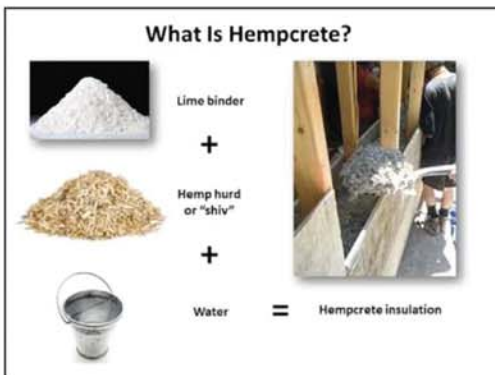 What Is Hempcrete?
Lime binder
+
Hemp hurd
or "shiv"
+
Water = Hempcrete insulation